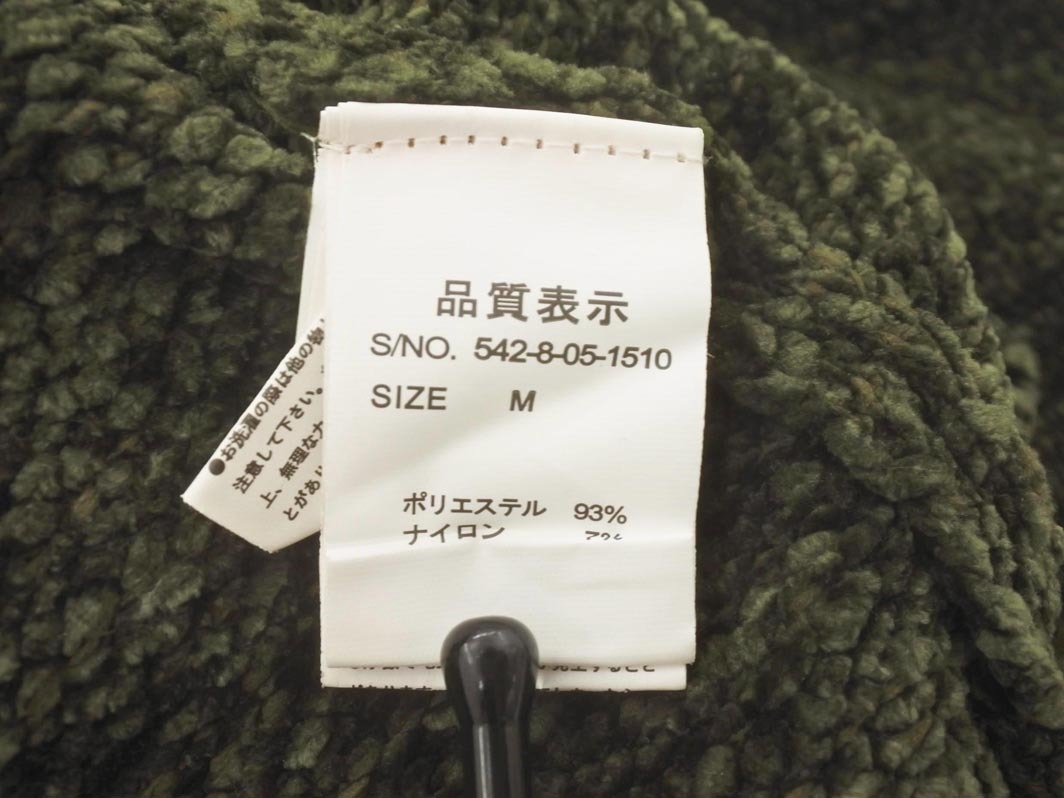 品質表示
S/NO. 542-8-05-1510
SIZE M
ポリエステル 93%
ナイロン
●お洗濯の際は他の
注意して下さい。
上、無理な
とがあ